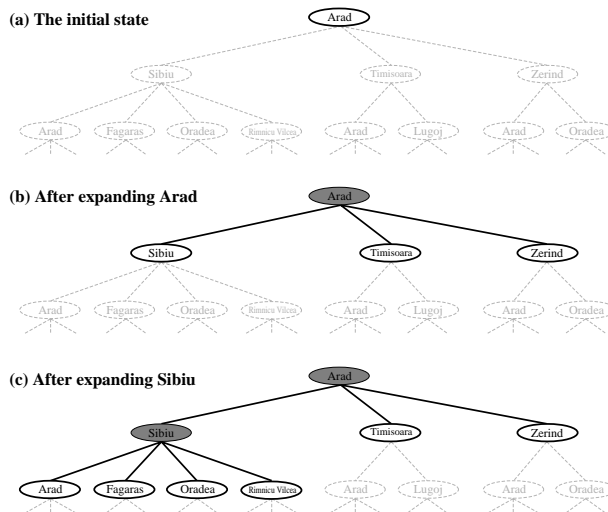 (a) The initial state
Arad
Sibiu Timisoara Zerind
Arad Fagaras Oradea Rimnicu Vilcea Arad Lugoj Arad Oradea
(b) After expanding Arad
Arad
Sibiu Timisoara Zerind
Arad Fagaras Oradea Rimnicu Vilcea Arad Lugoj Arad Oradea
(c) After expanding Sibiu
Arad
Sibiu Timisoara Zerind
Arad Fagaras Oradea Rimnicu Vilcea Arad Lugoj Arad Oradea